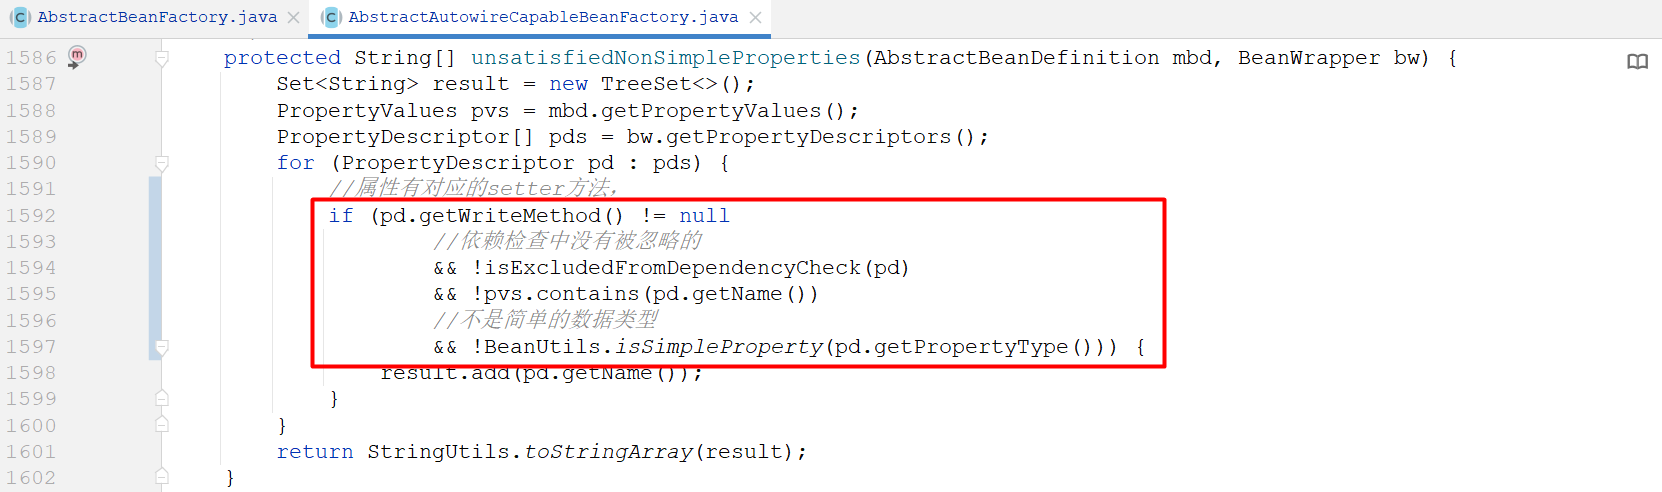 AbstractBeanFactory.java AbstractAutowireCapableBeanFactory.java
1586 protected String[] unsatisfiedNonSimpleProperties(AbstractBeanDefinition mbd, BeanWrapper bw) {
1587 Set<String> result = new TreeSet<>();
1588 PropertyValues pvs = mbd.getPropertyValues();
1589 PropertyDescriptor[] pds = bw.getPropertyDescriptors();
1590 for (PropertyDescriptor pd : pds) {
1591 //属性有对应的setter方法,
1592 if (pd.getWriteMethod() != null
1593 //依赖检查中没有被忽略的
1594 && !isExcludedFromDependencyCheck(pd)
1595 && !pvs.contains(pd.getName())
1596 //不是简单的数据类型
1597 && !BeanUtils.isSimpleProperty(pd.getPropertyType())) {
1598 result.add(pd.getName());
1599 }
1600 }
1601 return StringUtils.toStringArray(result);
1602 }